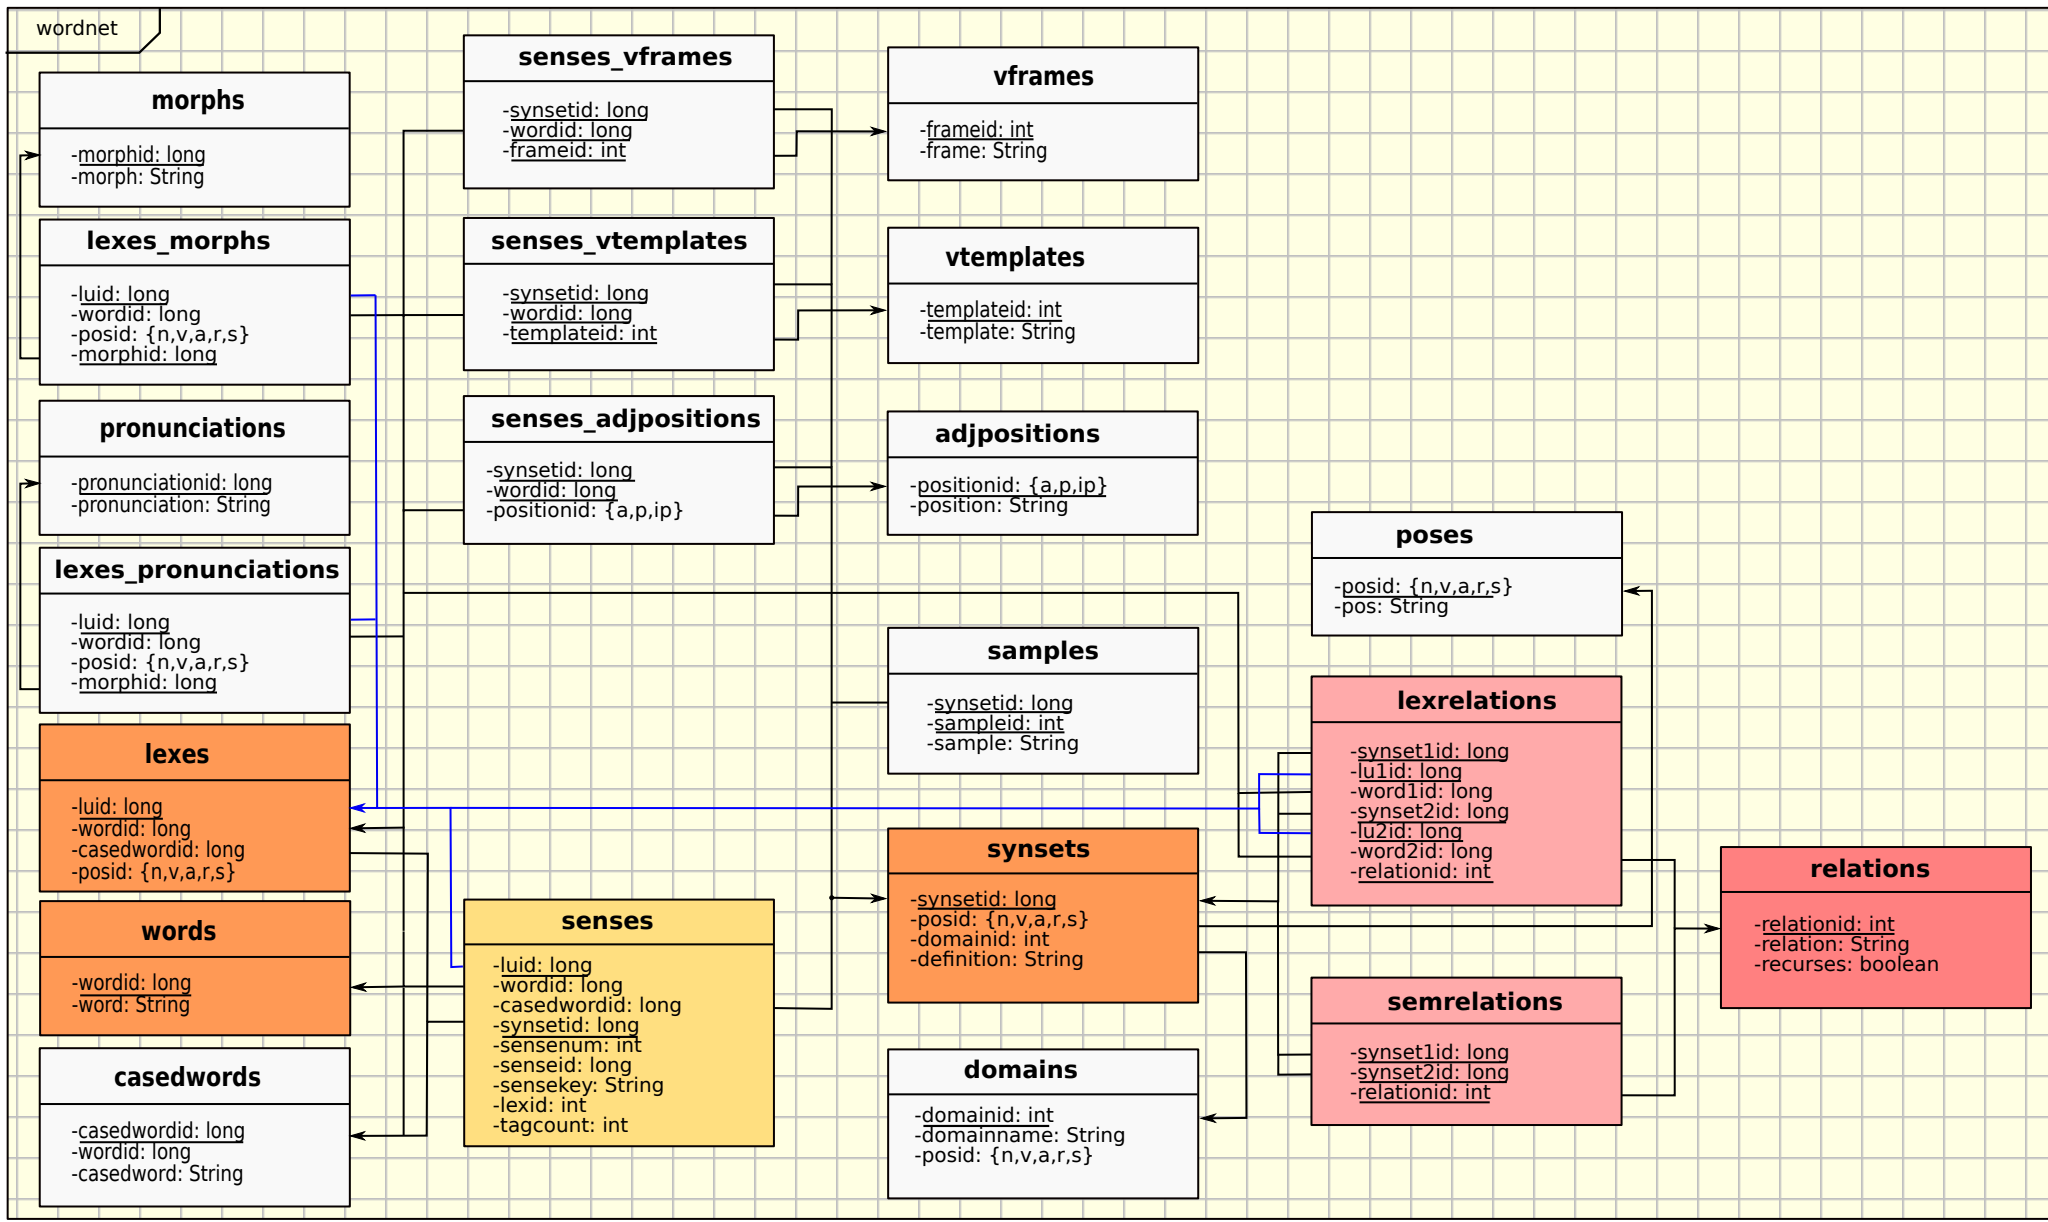 wordnet
morphs
-morphid: long
-morph: String
lexes_morphs
-luid: long
-wordid: long
-posid: {n,v,a,r,s}
-morphid: long
pronunciations
-pronunciationid: long
-pronunciation: String
lexes_pronunciations
-luid: long
-wordid: long
-posid: {n,v,a,r,s}
-morphid: long
lexes
-luid: long
-wordid: long
-casedwordid: long
-posid: {n,v,a,r,s}
words
-wordid: long
-word: String
casedwords
-casedwordid: long
-wordid: long
-casedword: String
senses_vframes
-synsetid: long
-wordid: long
-frameid: int
senses_vtemplates
-synsetid: long
-wordid: long
-templateid: int
senses_adjpositions
-synsetid: long
-wordid: long
-positionid: {a,p,ip}
senses
-luid: long
-wordid: long
-casedwordid: long
-synsetid: long
-sensenum: int
-senseid: long
-sensekey: String
-lexid: int
-tagcount: int
vframes
-frameid: int
-frame: String
vtemplates
-templateid: int
-template: String
adjpositions
-positionid: {a,p,ip}
-position: String
samples
-synsetid: long
-sampleid: int
-sample: String
synsets
-synsetid: long
-posid: {n,v,a,r,s}
-domainid: int
-definition: String
domains
-domainid: int
-domainname: String
-posid: {n,v,a,r,s}
poses
-posid: {n,v,a,r,s}
-pos: String
lexrelations
-synset1id: long
-lu1id: long
-word1id: long
-synset2id: long
-lu2id: long
-word2id: long
-relationid: int
semrelations
-synset1id: long
-synset2id: long
-relationid: int
relations
-relationid: int
-relation: String
-recurses: boolean